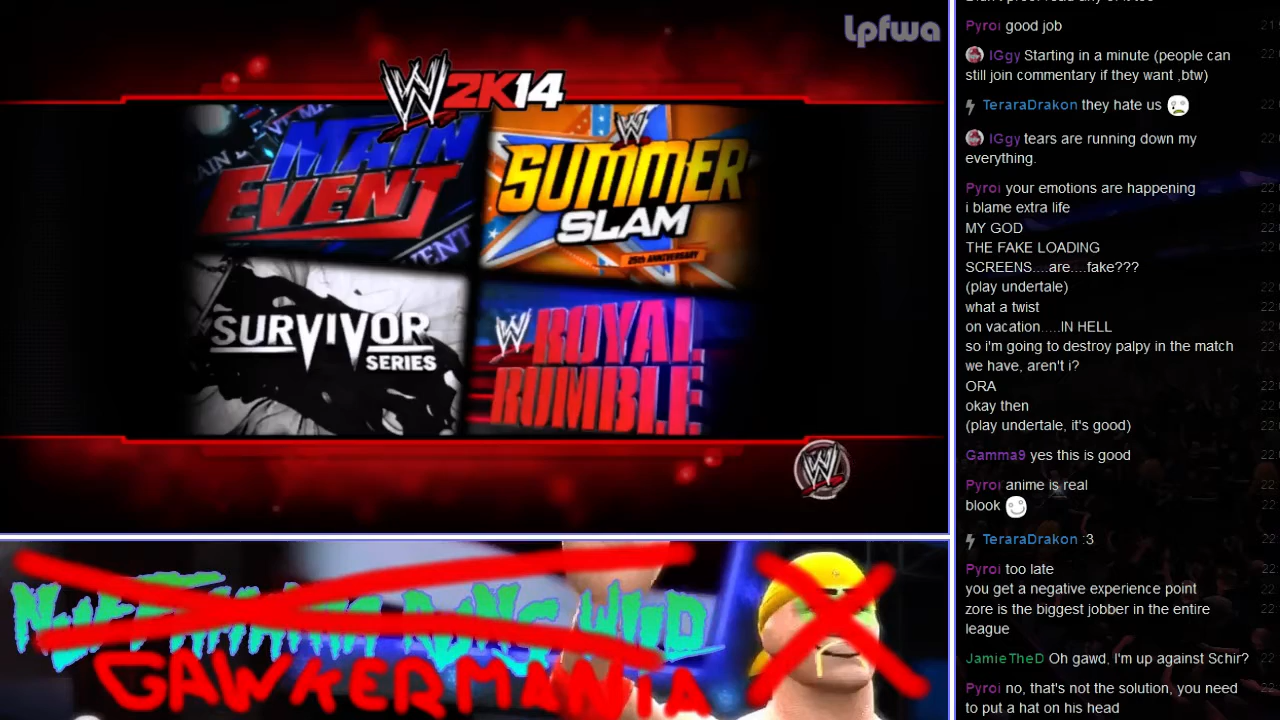 Lpfwa
W 2K14
MAIN
EVENT
SUMMER
SLAM
25th ANNIVERSARY
SURVIVOR
SERIES
ROYAL
RUMBLE
RUNS WILD
GAWKERMANIA
Pyroi good job
IGgy Starting in a minute (people can
still join commentary if they want ,btw)
TeraraDrakon they hate us
IGgy tears are running down my
everything.
Pyroi your emotions are happening
i blame extra life
MY GOD
THE FAKE LOADING
SCREENS....are....fake???
(play undertale)
what a twist
on vacation.....IN HELL
so i'm going to destroy palpy in the match
we have, aren't i?
ORA
okay then
(play undertale, it's good)
Gamma9 yes this is good
Pyroi anime is real
blook
TeraraDrakon :3
Pyroi too late
you get a negative experience point
zore is the biggest jobber in the entire
league
JamieTheD Oh gawd, I'm up against Schir?
Pyroi no, that's not the solution, you need
to put a hat on his head